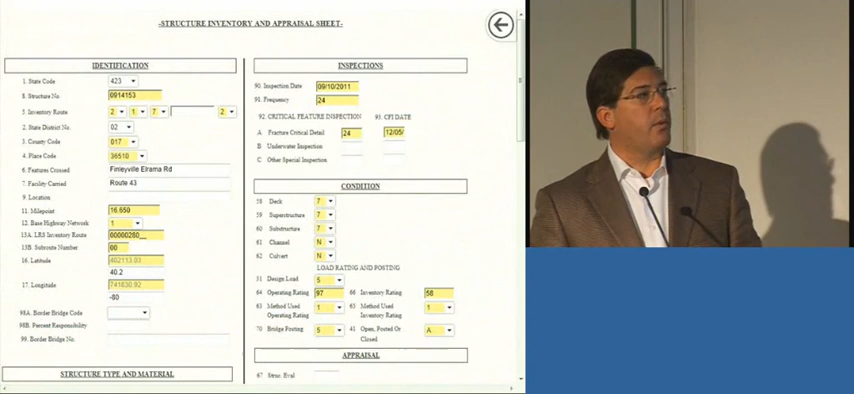 -STRUCTURE INVENTORY AND APPRAISAL SHEET-
IDENTIFICATION
1. State Code 423
8. Structure No. 0914153
5. Inventory Route 2 1 7 2
2. State District No. 02
3. County Code 017
4. Place Code 36510
6. Features Crossed Finleyville Elrama Rd
7. Facility Carried Route 43
9. Location
11. Milepoint 16.650
12. Base Highway Network 1
13A. LRS Inventory Route 00000280__
13B. Subroute Number 00
16. Latitude 402113.03
40.2
17. Longitude 741830.92
-80
98A. Border Bridge Code
98B. Percent Responsibility
99. Border Bridge No.
STRUCTURE TYPE AND MATERIAL
INSPECTIONS
90. Inspection Date 09/10/2011
91. Frequency 24
92. CRITICAL FEATURE INSPECTION 93. CFI DATE
A Fracture Critical Detail 24 12/05/
B Underwater Inspection
C Other Special Inspection
CONDITION
58 Deck 7
59 Superstructure 7
60 Substructure 7
61 Channel N
62 Culvert N
LOAD RATING AND POSTING
31 Design Load 5
64 Operating Rating 97 66 Inventory Rating 58
63 Method Used Operating Rating 1 65 Method Used Inventory Rating 1
70 Bridge Posting 5 41 Open, Posted Or Closed A
APPRAISAL
67 Struc. Eval